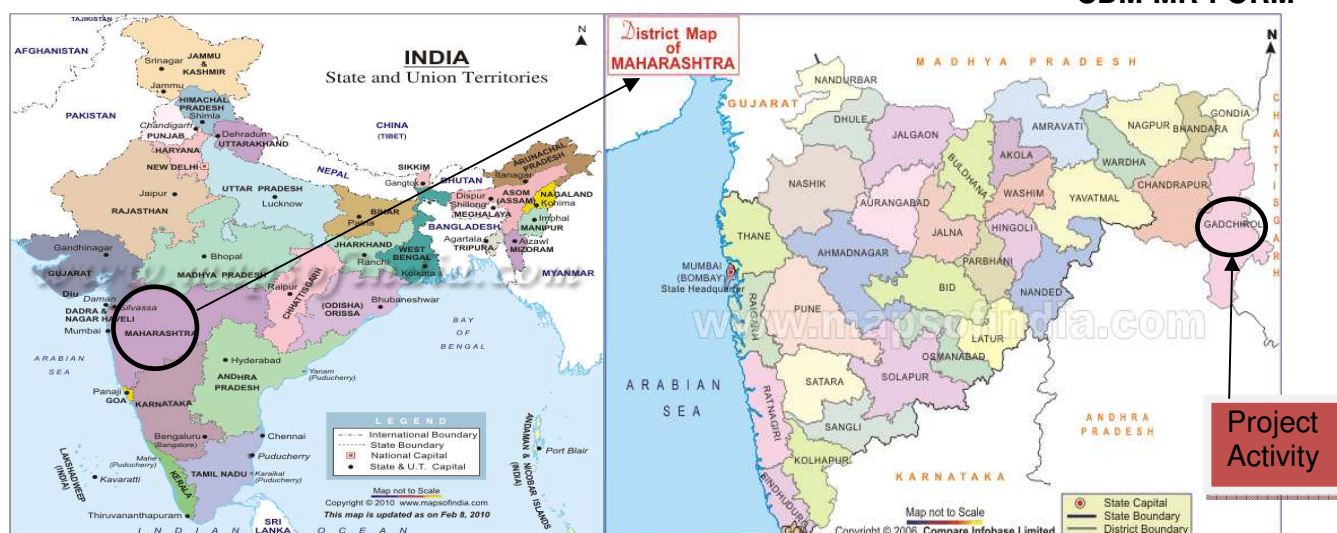 TAJIKISTAN
AFGHANISTAN
JAMMU
&
KASHMIR
Srinagar
Jammu
INDIA
State and Union Territories
N
HIMACHAL
PRADESH
Shimla
PAKISTAN
Chandigarh
PUNJAB
Dehradun
UTTARAKHAND
HARYANA
NEW DELHI
CHINA
(TIBET)
NEPAL
SIKKIM
Gangtok
BHUTAN
ARUNACHAL
PRADESH
Itanagar
Jaipur
RAJASTHAN
UTTAR PRADESH
Lucknow
BIHAR
Patna
Dispur
ASOM
(ASSAM)
Shillong
MEGHALAYA
NAGALAND
Kohima
Imphal
MANIPUR
BANGLADESH
Agartala
TRIPURA
Aizawl
MIZORAM
MYANMAR
Gandhinagar
GUJARAT
Bhopal
MADHYA PRADESH
JHARKHAND
Ranchi
WEST
BENGAL
Kolkata
Diu
Daman
Silvassa
DADRA &
NAGAR HAVELI
Mumbai
MAHARASHTRA
Raipur
CHHATTISGARH
(ODISHA)
ORISSA
Bhubaneshwar
BAY
OF
BENGAL
ARABIAN
SEA
Hyderabad
ANDHRA
PRADESH
Yanam
(Puducherry)
Panaji
GOA
KARNATAKA
Bengaluru
(Bangalore)
Chennai
Mahe
(Puducherry)
Puducherry
Karaikal
(Puducherry)
TAMIL NADU
KERALA
LAKSHADWEEP
(INDIA)
Kavaratti
Thiruvananthapuram
SRI
LANKA
INDIAN OCEAN
ANDAMAN & NICOBAR ISLANDS
(INDIA)
Port Blair
LEGEND
International Boundary
State Boundary
National Capital
State & U.T. Capital
Map not to Scale
Copyright © 2010 www.mapsofindia.com
This map is updated as on Feb 8, 2010
District Map
of
MAHARASHTRA
N
MADHYA PRADESH
GUJARAT
CHATTISGARH
NANDURBAR
DHULE
JALGAON
AMRAVATI
NAGPUR
BHANDARA
GONDIA
BULDHANA
AKOLA
WARDHA
NASHIK
AURANGABAD
WASHIM
CHANDRAPUR
YAVATMAL
JALNA
HINGOLI
GADCHIROLI
THANE
MUMBAI
(BOMBAY)
State Headquarter
AHMADNAGAR
PARBHANI
BID
NANDED
RAIGARH
PUNE
www.mapsofindia.com
LATUR
OSMANABAD
ARABIAN
SEA
SATARA
SOLAPUR
RATNAGIRI
SANGLI
ANDHRA
PRADESH
KOLHAPUR
KARNATAKA
SINDHUDURG
GOA
Map not to Scale
Copyright © 2006 Compare Infobase Limited
State Capital
State Boundary
District Boundary
Project
Activity